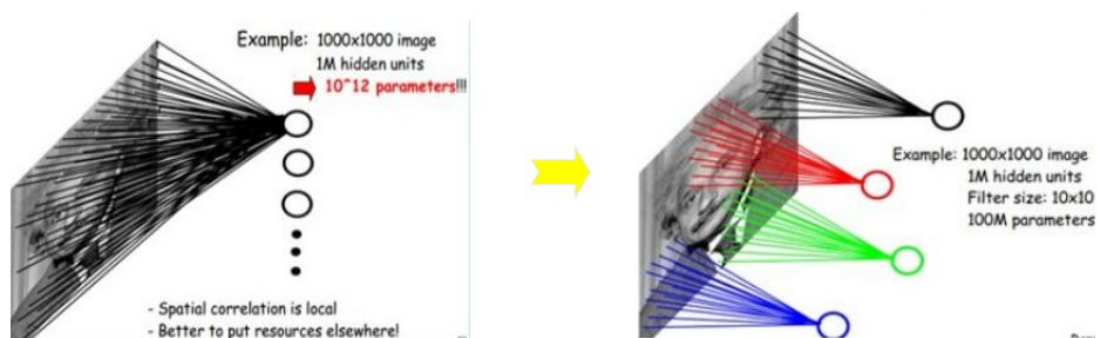 Example: 1000x1000 image
1M hidden units
10^12 parameters!!!
- Spatial correlation is local
- Better to put resources elsewhere!
Example: 1000x1000 image
1M hidden units
Filter size: 10x10
100M parameters